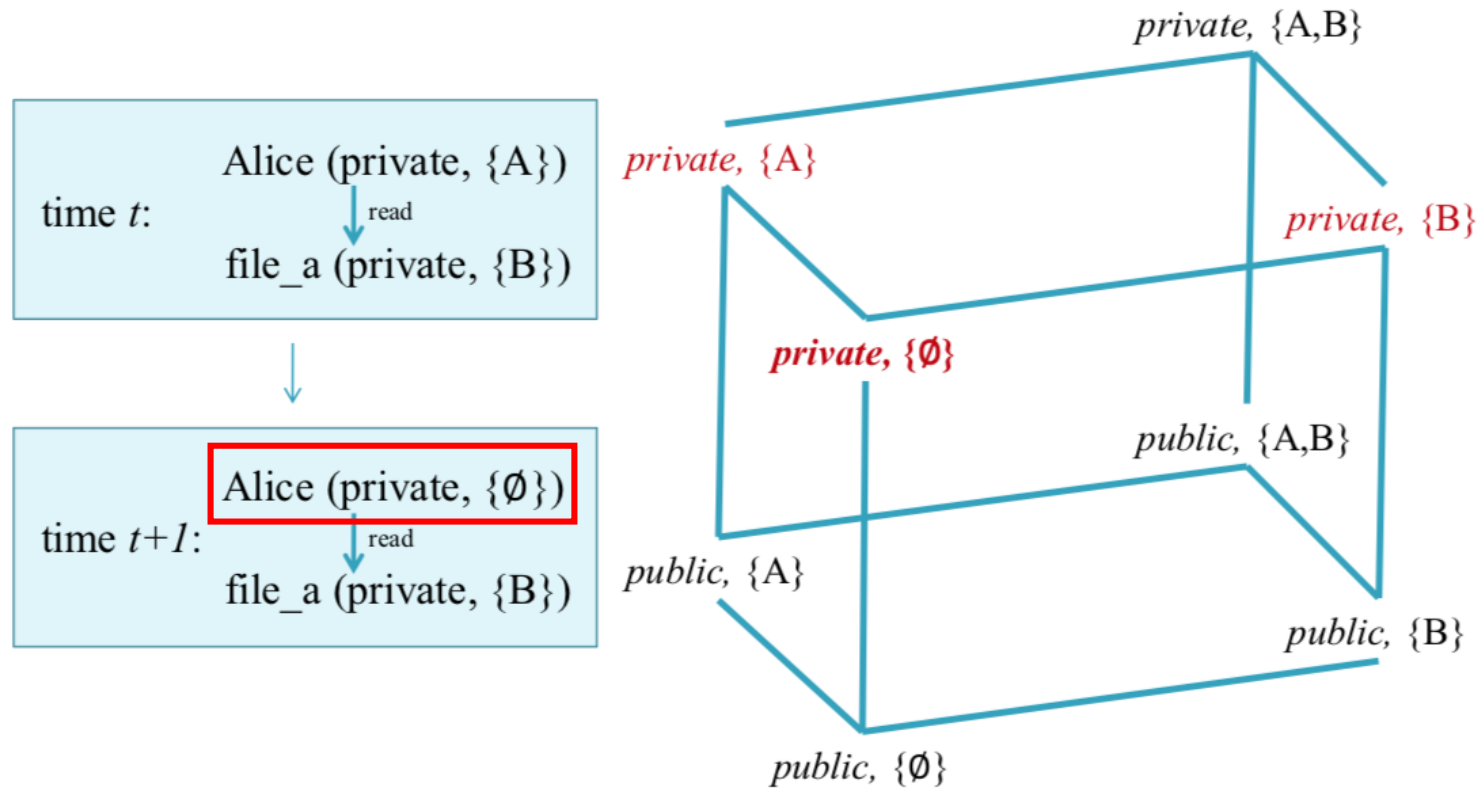 Alice (private, {A})
time t:
read
file_a (private, {B})
Alice (private, {Ø})
time t+1:
read
file_a (private, {B})
private, {A,B}
private, {A}
private, {B}
private, {Ø}
public, {A,B}
public, {A}
public, {B}
public, {Ø}